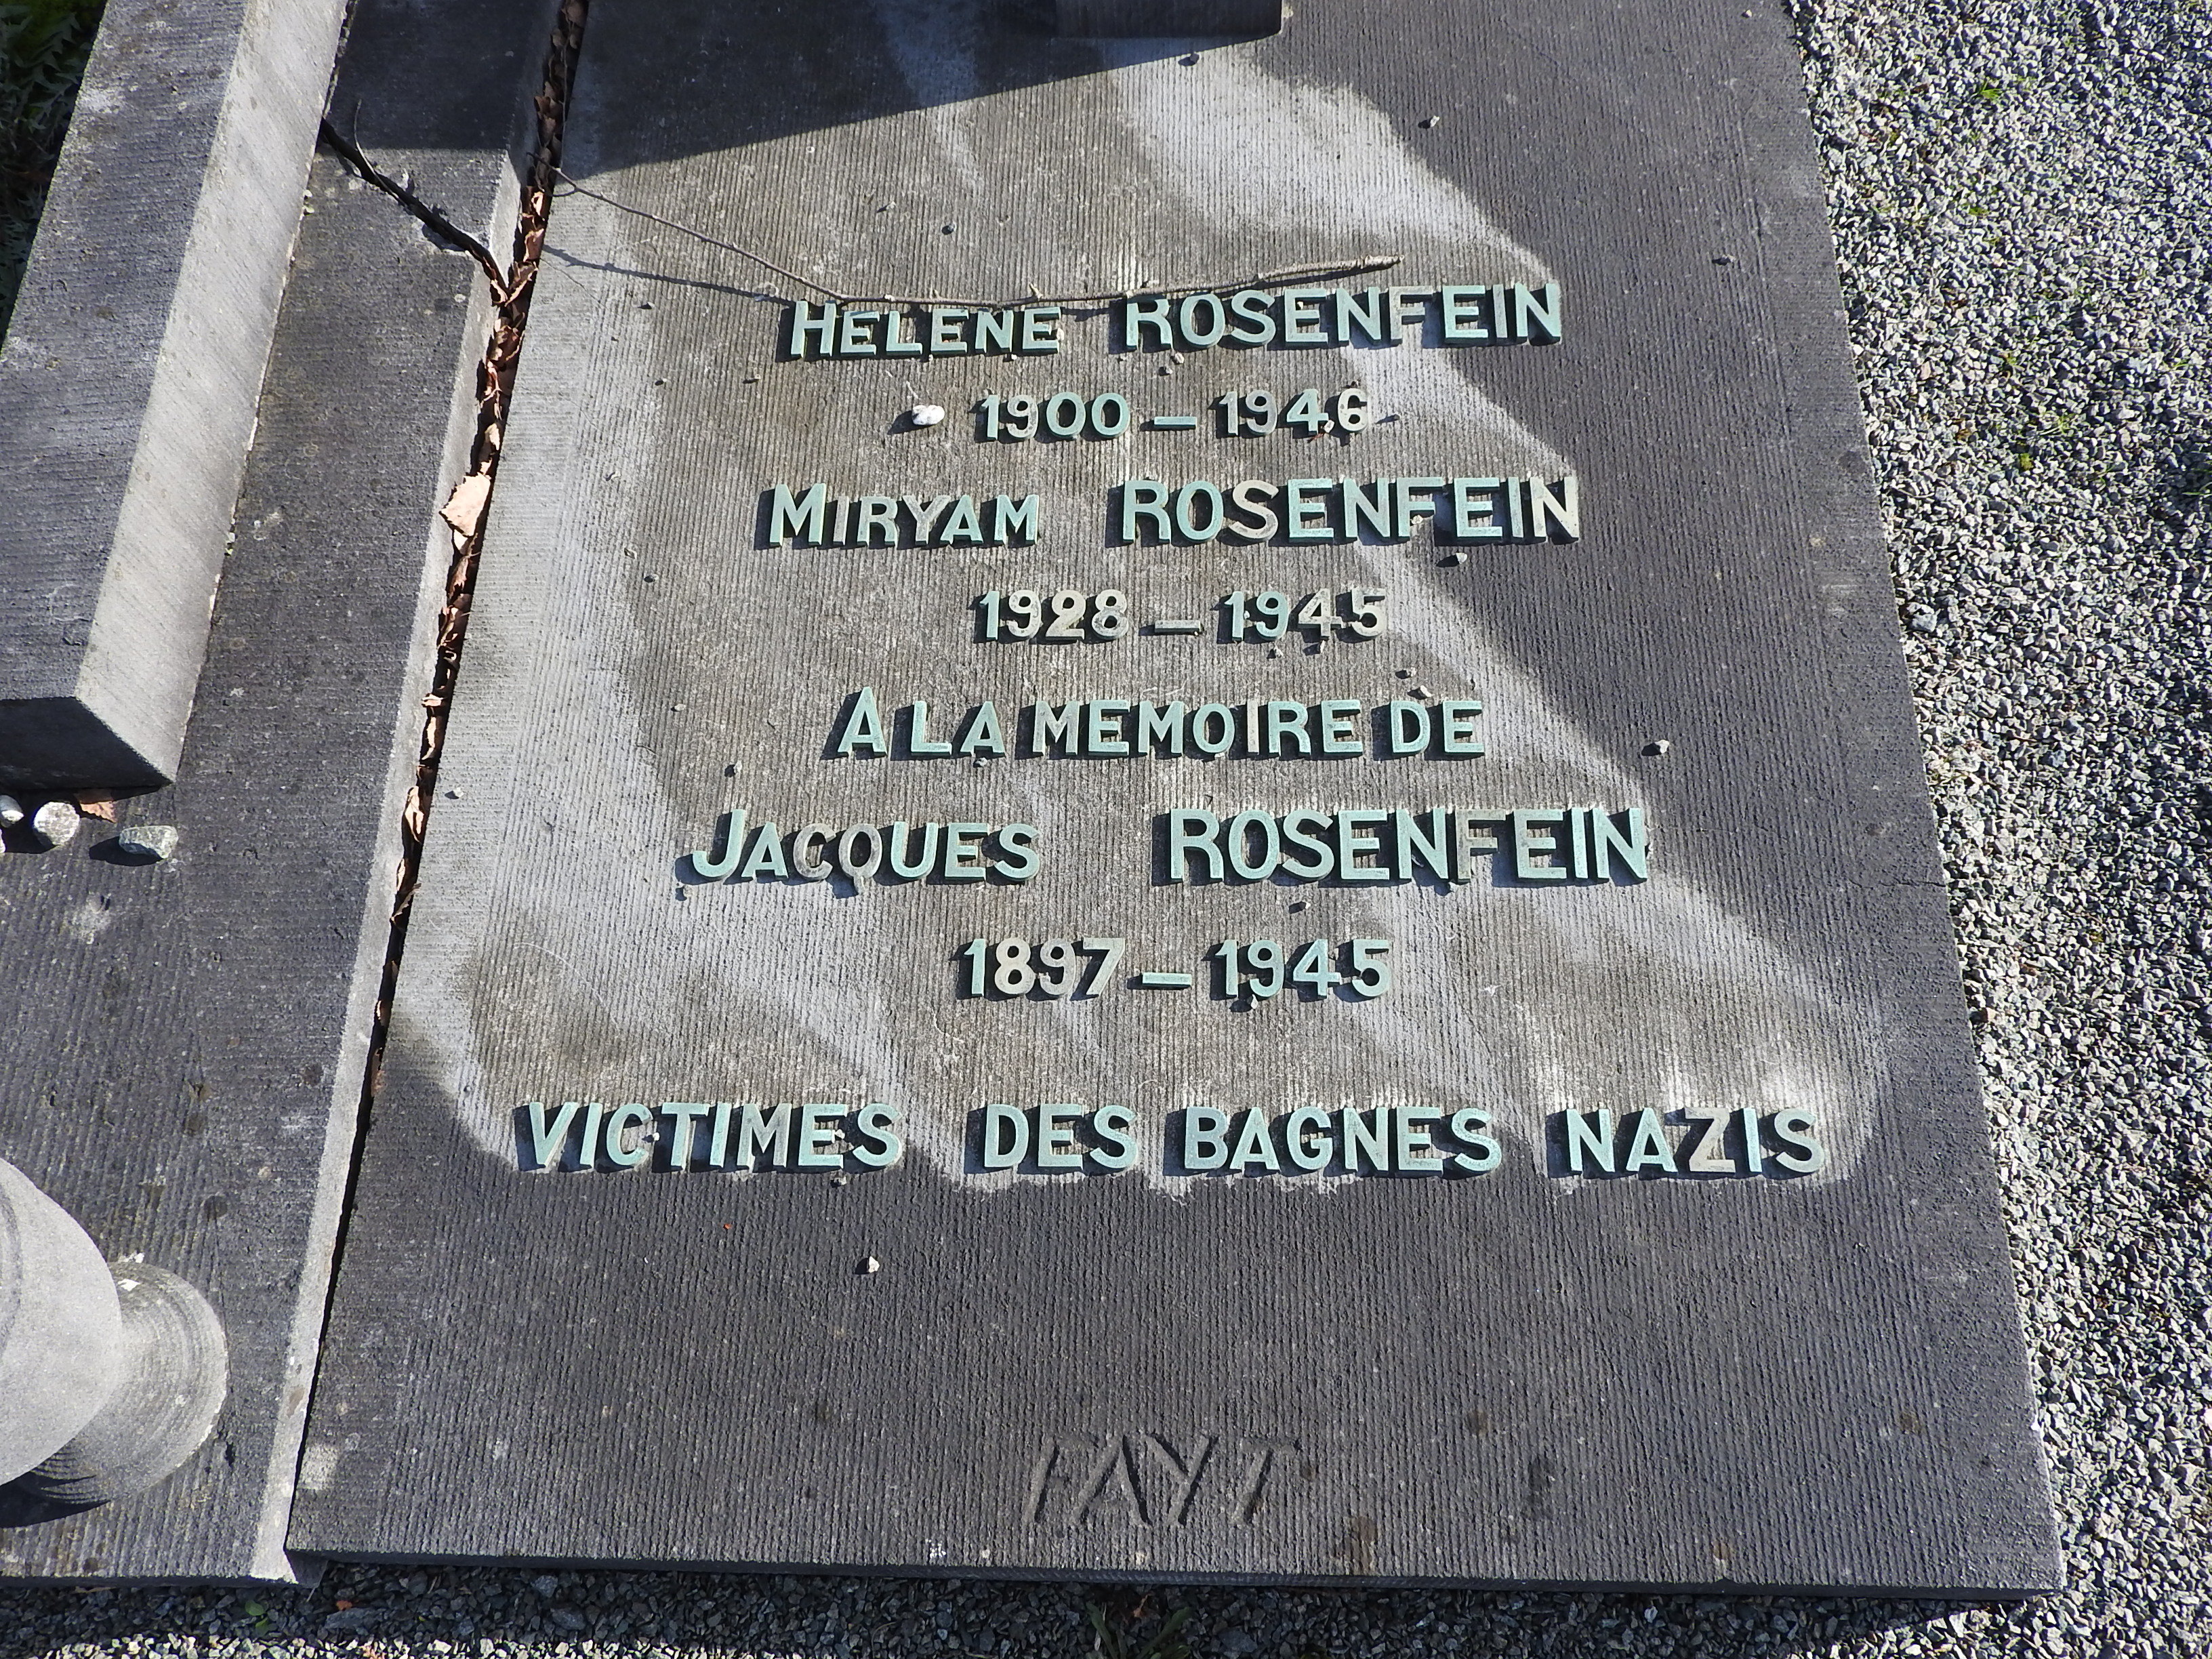 HELENE ROSENFEIN
1900 – 1946
MIRYAM ROSENFEIN
1928 – 1945
A LA MEMOIRE DE
JACQUES ROSENFEIN
1897 – 1945
VICTIMES DES BAGNES NAZIS
FAYT